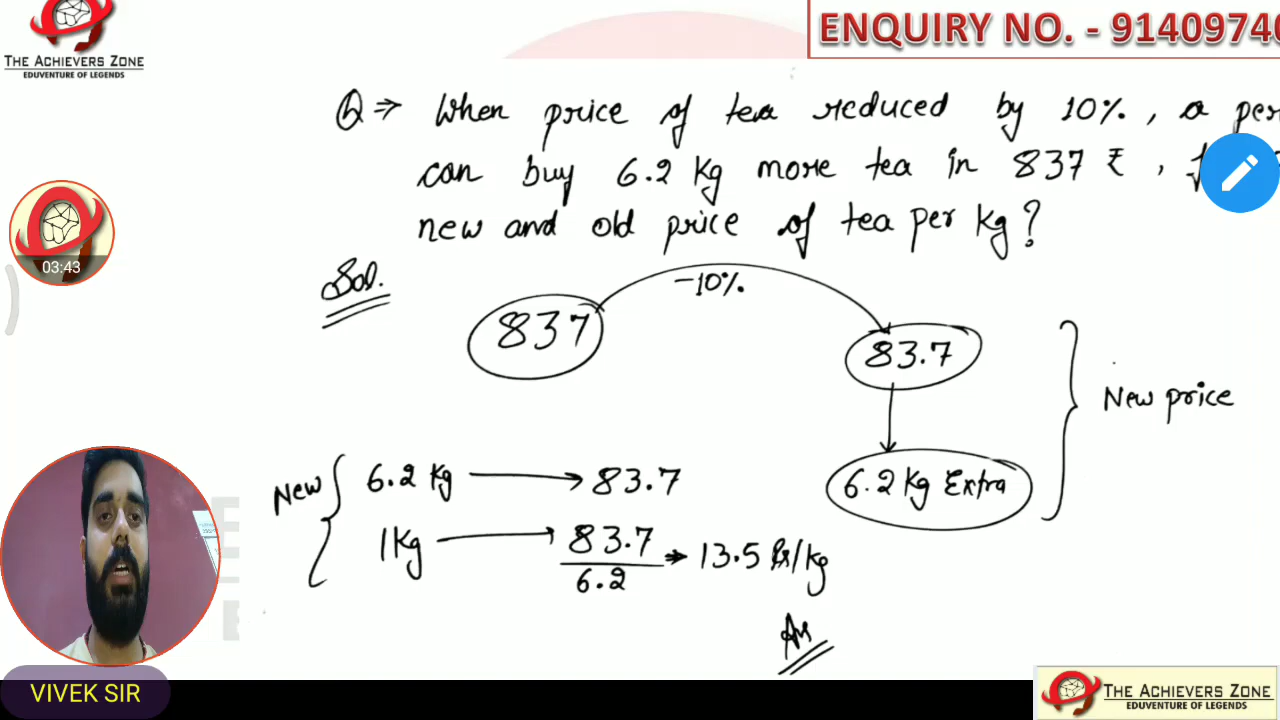 THE ACHIEVERS ZONE
EDUVENTURE OF LEGENDS
ENQUIRY NO. - 9140974
Q ⇒ When price of tea reduced by 10%., a per
can buy 6.2 Kg more tea in 837 ₹ ,
new and old price of tea per Kg?
03:43
Sol.
-10%.
837
83.7
New price
New
6.2 Kg → 83.7
6.2 Kg Extra
1Kg → 83.7/6.2 → 13.5 Rs/Kg
Ans
VIVEK SIR
THE ACHIEVERS ZONE
EDUVENTURE OF LEGENDS